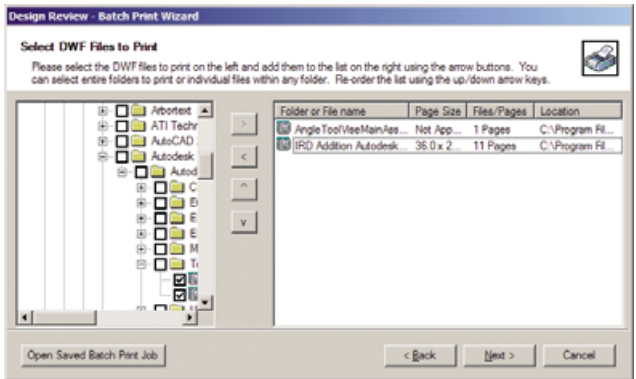 Design Review - Batch Print Wizard
Select DWF Files to Print
Please select the DWF files to print on the left and add them to the list on the right using the arrow buttons. You
can select entire folders to print or individual files within any folder. Re-order the list using the up/down arrow keys.
Arbortext
ATI Techr
AutoCAD
Autodesk
Autod
C
E
E
E
M
To
>
<
^
v
Folder or File name Page Size Files/Pages Location
AngleToolViseMainAss... Not App... 1 Pages C:\Program Fil...
IRD Addition Autodesk... 36.0 x 2... 11 Pages C:\Program Fil...
Open Saved Batch Print Job
< Back Next > Cancel